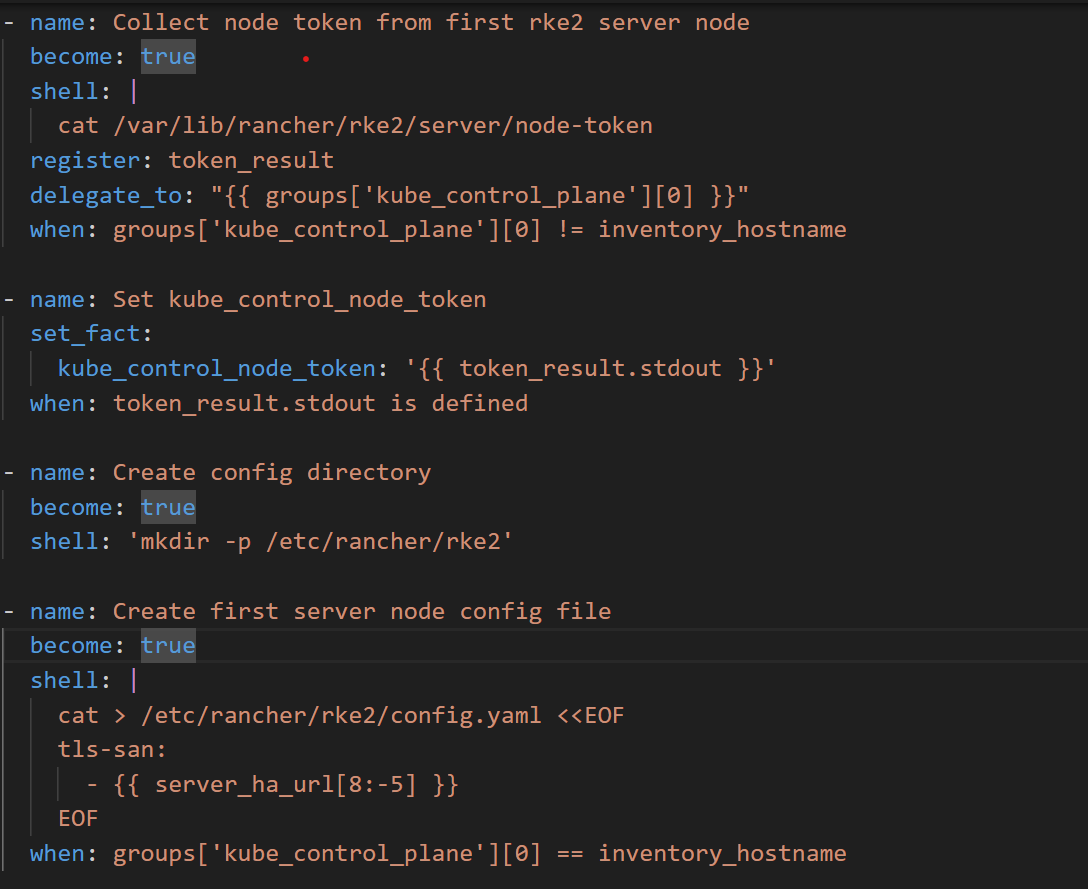 - name: Collect node token from first rke2 server node
  become: true
  shell: |
    cat /var/lib/rancher/rke2/server/node-token
  register: token_result
  delegate_to: "{{ groups['kube_control_plane'][0] }}"
  when: groups['kube_control_plane'][0] != inventory_hostname

- name: Set kube_control_node_token
  set_fact:
    kube_control_node_token: '{{ token_result.stdout }}'
  when: token_result.stdout is defined

- name: Create config directory
  become: true
  shell: 'mkdir -p /etc/rancher/rke2'

- name: Create first server node config file
  become: true
  shell: |
    cat > /etc/rancher/rke2/config.yaml <<EOF
    tls-san:
      - {{ server_ha_url[8:-5] }}
    EOF
  when: groups['kube_control_plane'][0] == inventory_hostname